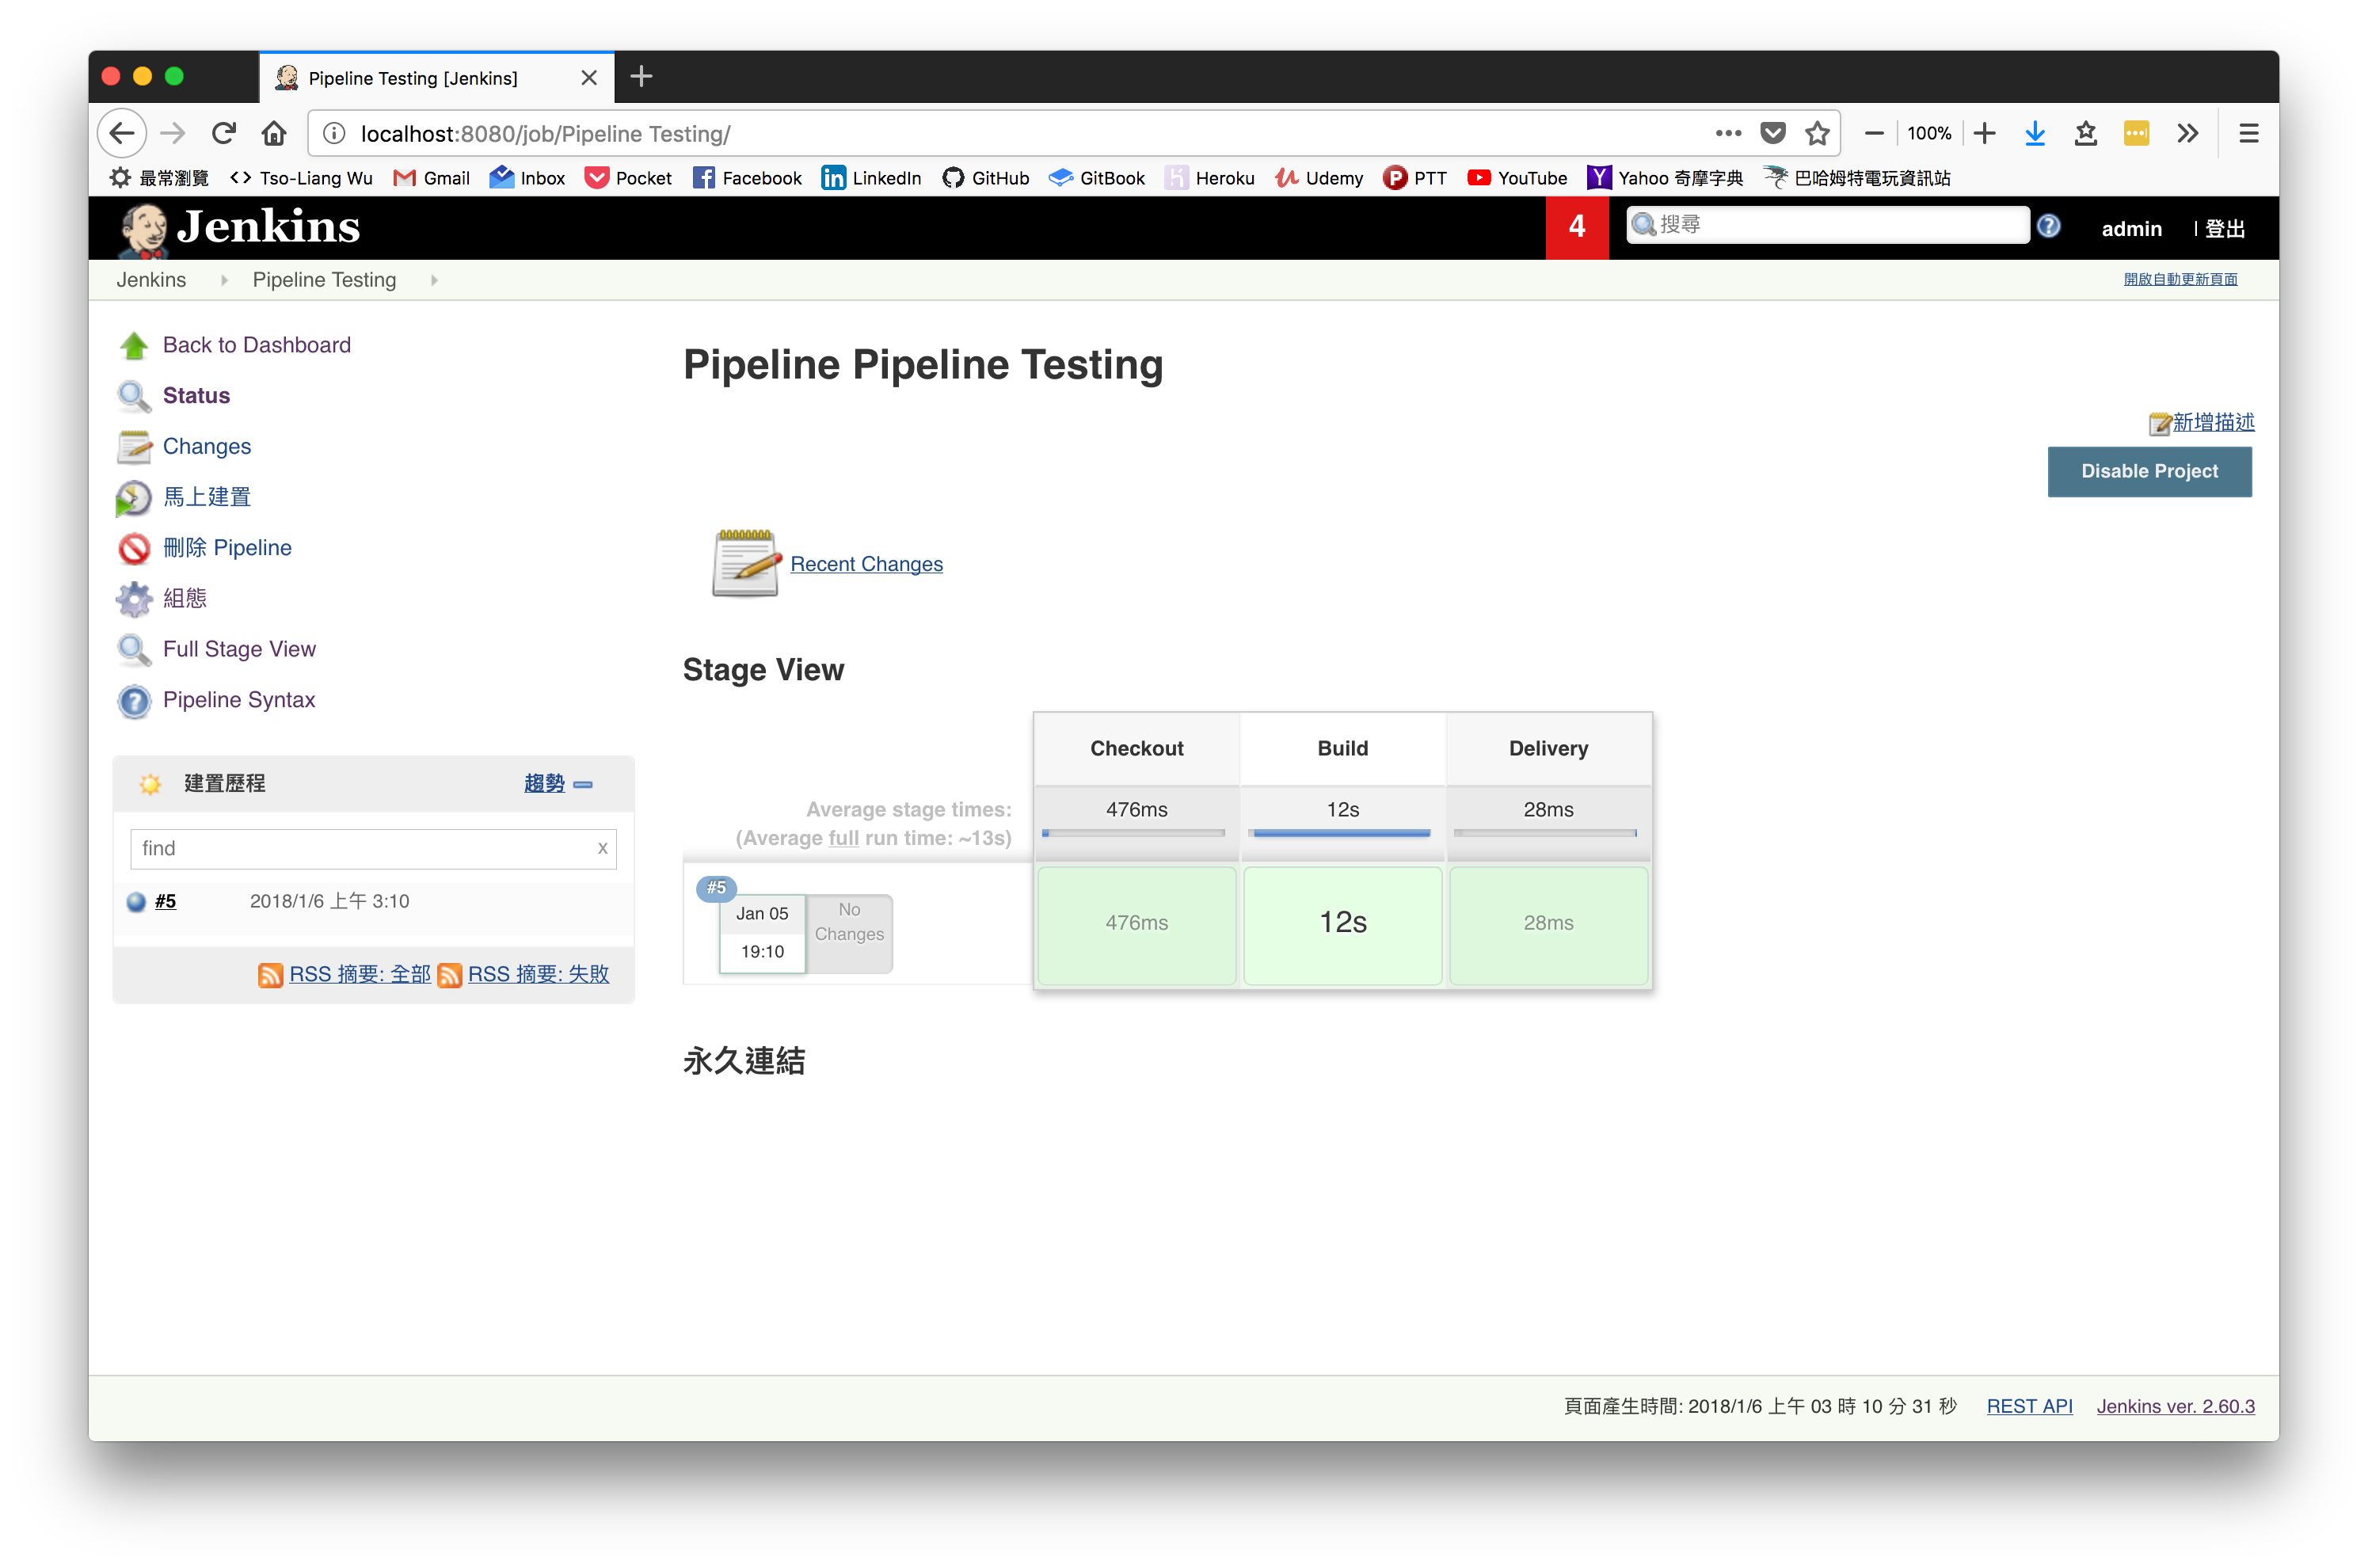 Pipeline Testing [Jenkins]
localhost:8080/job/Pipeline Testing/
100%
最常瀏覽 Tso-Liang Wu Gmail Inbox Pocket Facebook LinkedIn GitHub GitBook Heroku Udemy PTT YouTube Yahoo 奇摩字典 巴哈姆特電玩資訊站
Jenkins
4
搜尋
admin
| 登出
Jenkins
Pipeline Testing
開啟自動更新頁面
Back to Dashboard
Status
Changes
馬上建置
刪除 Pipeline
組態
Full Stage View
Pipeline Syntax
建置歷程
趨勢
find
x
#5
2018/1/6 上午 3:10
RSS 摘要: 全部
RSS 摘要: 失敗
Pipeline Pipeline Testing
新增描述
Disable Project
Recent Changes
Stage View
Checkout Build Delivery
Average stage times:
(Average full run time: ~13s)
476ms 12s 28ms
#5
Jan 05
19:10
No
Changes
476ms 12s 28ms
永久連結
頁面產生時間: 2018/1/6 上午 03 時 10 分 31 秒
REST API
Jenkins ver. 2.60.3